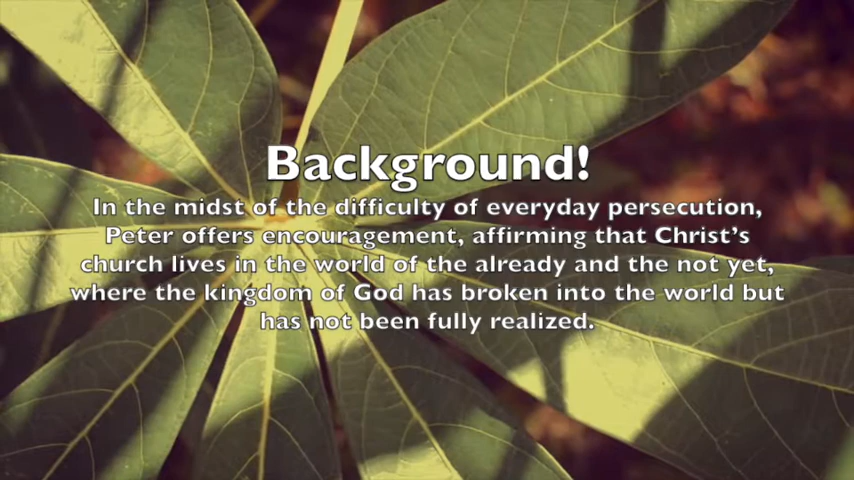 Background!
In the midst of the difficulty of everyday persecution,
Peter offers encouragement, affirming that Christ’s
church lives in the world of the already and the not yet,
where the kingdom of God has broken into the world but
has not been fully realized.